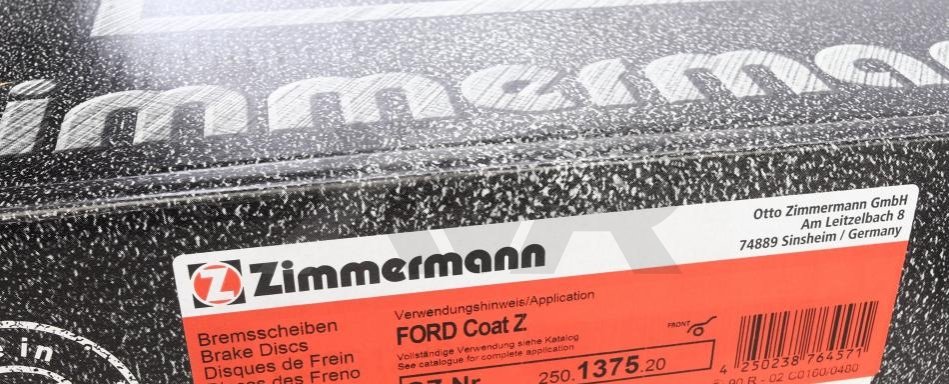 Zimmermann
Otto Zimmermann GmbH
Am Leitzelbach 8
74889 Sinsheim / Germany
Bremsscheiben
Brake Discs
Disques de Frein
Verwendungshinweis/Application
FORD Coat Z
Vollständige Verwendung siehe Katalog
See catalogue for complete application
FRONT
250.1375.20
4 250238 764571
in